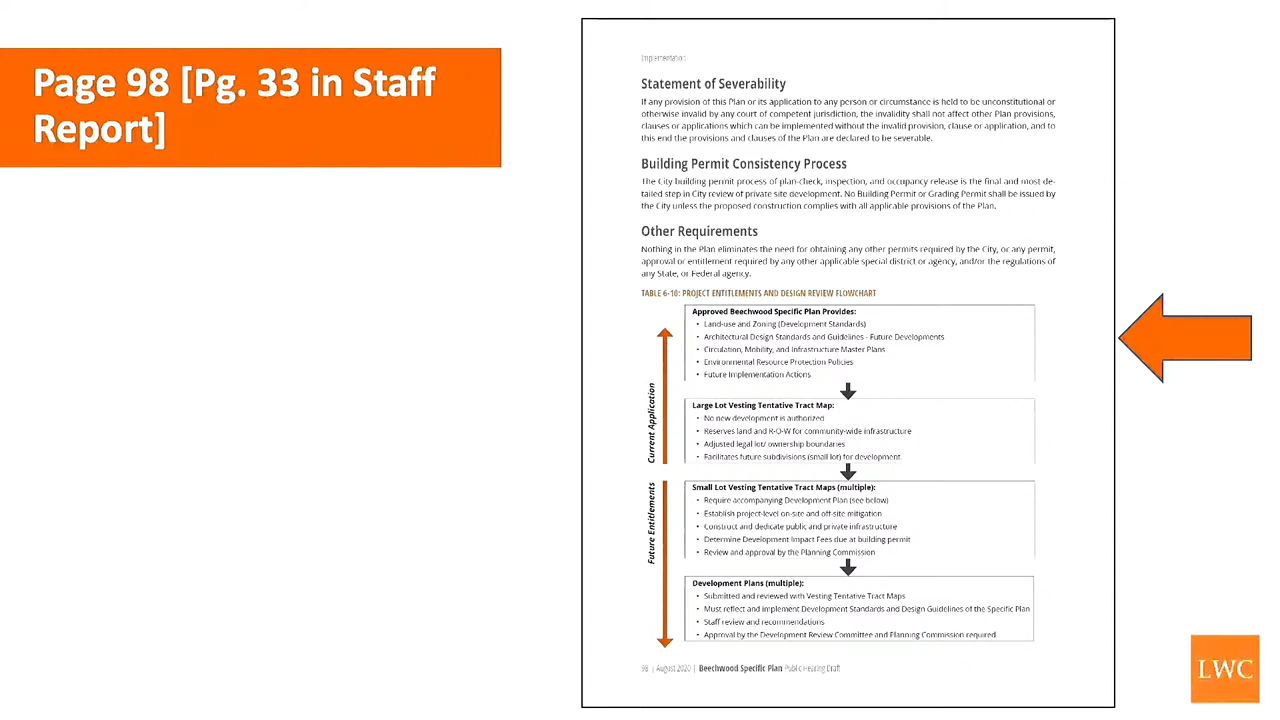 Page 98 [Pg. 33 in Staff
Report]
Implementation
Statement of Severability
If any provision of this Plan or its application to any person or circumstance is held to be unconstitutional or
otherwise invalid by any court of competent jurisdiction, the invalidity shall not affect other Plan provisions,
clauses or applications which can be implemented without the invalid provision, clause or application, and to
this end the provisions and clauses of the Plan are declared to be severable.
Building Permit Consistency Process
The City building permit process of plan-check, inspection, and occupancy release is the final and most de-
tailed step in City review of private site development. No Building Permit or Grading Permit shall be issued by
the City unless the proposed construction complies with all applicable provisions of the Plan.
Other Requirements
Nothing in the Plan eliminates the need for obtaining any other permits required by the City, or any permit,
approval or entitlement required by any other applicable special district or agency, and/or the regulations of
any State, or Federal agency.
TABLE 6-10: PROJECT ENTITLEMENTS AND DESIGN REVIEW FLOWCHART
Current Application
Approved Beechwood Specific Plan Provides:
• Land-use and Zoning (Development Standards)
• Architectural Design Standards and Guidelines - Future Developments
• Circulation, Mobility, and Infrastructure Master Plans
• Environmental Resource Protection Policies
• Future Implementation Actions
Large Lot Vesting Tentative Tract Map:
• No new development is authorized
• Reserves land and R-O-W for community-wide infrastructure
• Adjusted legal lot/ ownership boundaries
• Facilitates future subdivisions (small lot) for development.
Future Entitlements
Small Lot Vesting Tentative Tract Maps (multiple):
• Require accompanying Development Plan (see below)
• Establish project-level on-site and off-site mitigation
• Construct and dedicate public and private infrastructure
• Determine Development Impact Fees due at building permit
• Review and approval by the Planning Commission
Development Plans (multiple):
• Submitted and reviewed with Vesting Tentative Tract Maps
• Must reflect and implement Development Standards and Design Guidelines of the Specific Plan
• Staff review and recommendations
• Approval by the Development Review Committee and Planning Commission required
98 | August 2020 | Beechwood Specific Plan Public Hearing Draft
LWC